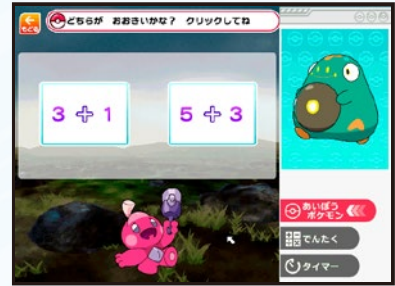 もどる
どちらが おおきいかな? クリックしてね
3 + 1
5 + 3
あいぼう
ポケモン
でんたく
タイマー